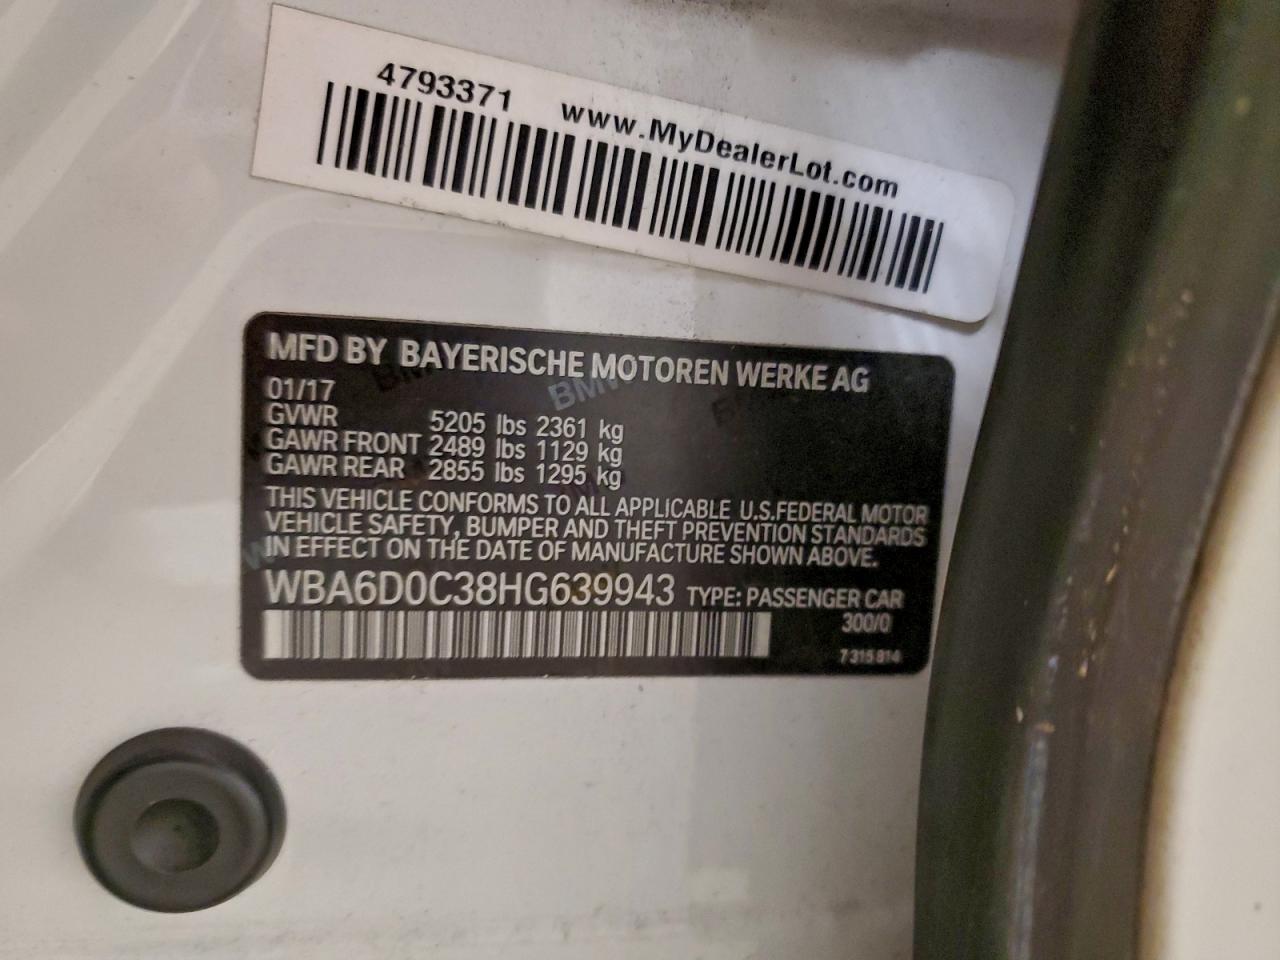 4793371 www.MyDealerLot.com
MFD BY BAYERISCHE MOTOREN WERKE AG
01/17
GVWR 5205 lbs 2361 kg
GAWR FRONT 2489 lbs 1129 kg
GAWR REAR 2855 lbs 1295 kg
THIS VEHICLE CONFORMS TO ALL APPLICABLE U.S.FEDERAL MOTOR
VEHICLE SAFETY, BUMPER AND THEFT PREVENTION STANDARDS
IN EFFECT ON THE DATE OF MANUFACTURE SHOWN ABOVE.
WBA6D0C38HG639943 TYPE: PASSENGER CAR
300/0
7 315 814